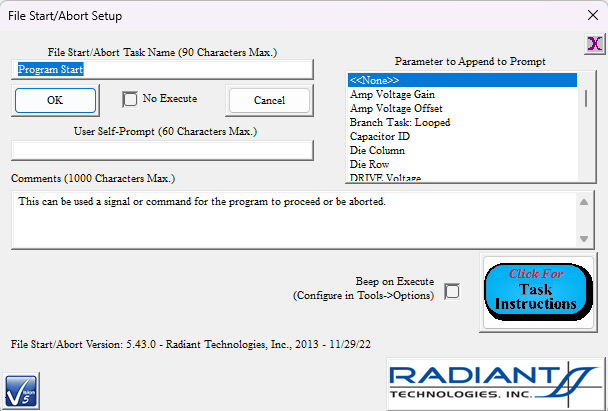 File Start/Abort Setup
File Start/Abort Task Name (90 Characters Max.)
Program Start
OK
No Execute
Cancel
User Self-Prompt (60 Characters Max.)
Parameter to Append to Prompt
<<None>>
Amp Voltage Gain
Amp Voltage Offset
Branch Task: Looped
Capacitor ID
Die Column
Die Row
DRIVE Voltage
Comments (1000 Characters Max.)
This can be used a signal or command for the program to proceed or be aborted.
Beep on Execute
(Configure in Tools->Options)
Click For
Task
Instructions
File Start/Abort Version: 5.43.0 - Radiant Technologies, Inc., 2013 - 11/29/22
Vision
5
RADIANT
TECHNOLOGIES, INC.